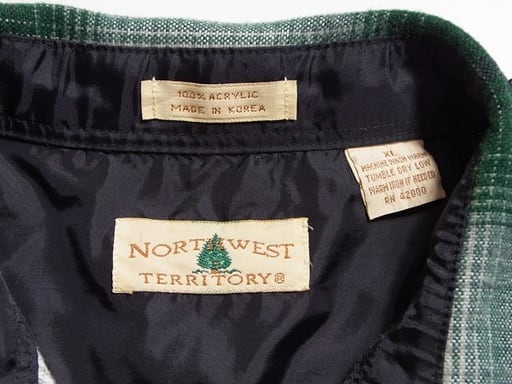 100% ACRYLIC
MADE IN KOREA
XL
MACHINE WASH WARM
TUMBLE DRY LOW
WARM IRON IF NEEDED
RN 42000
NORTHWEST
TERRITORY®